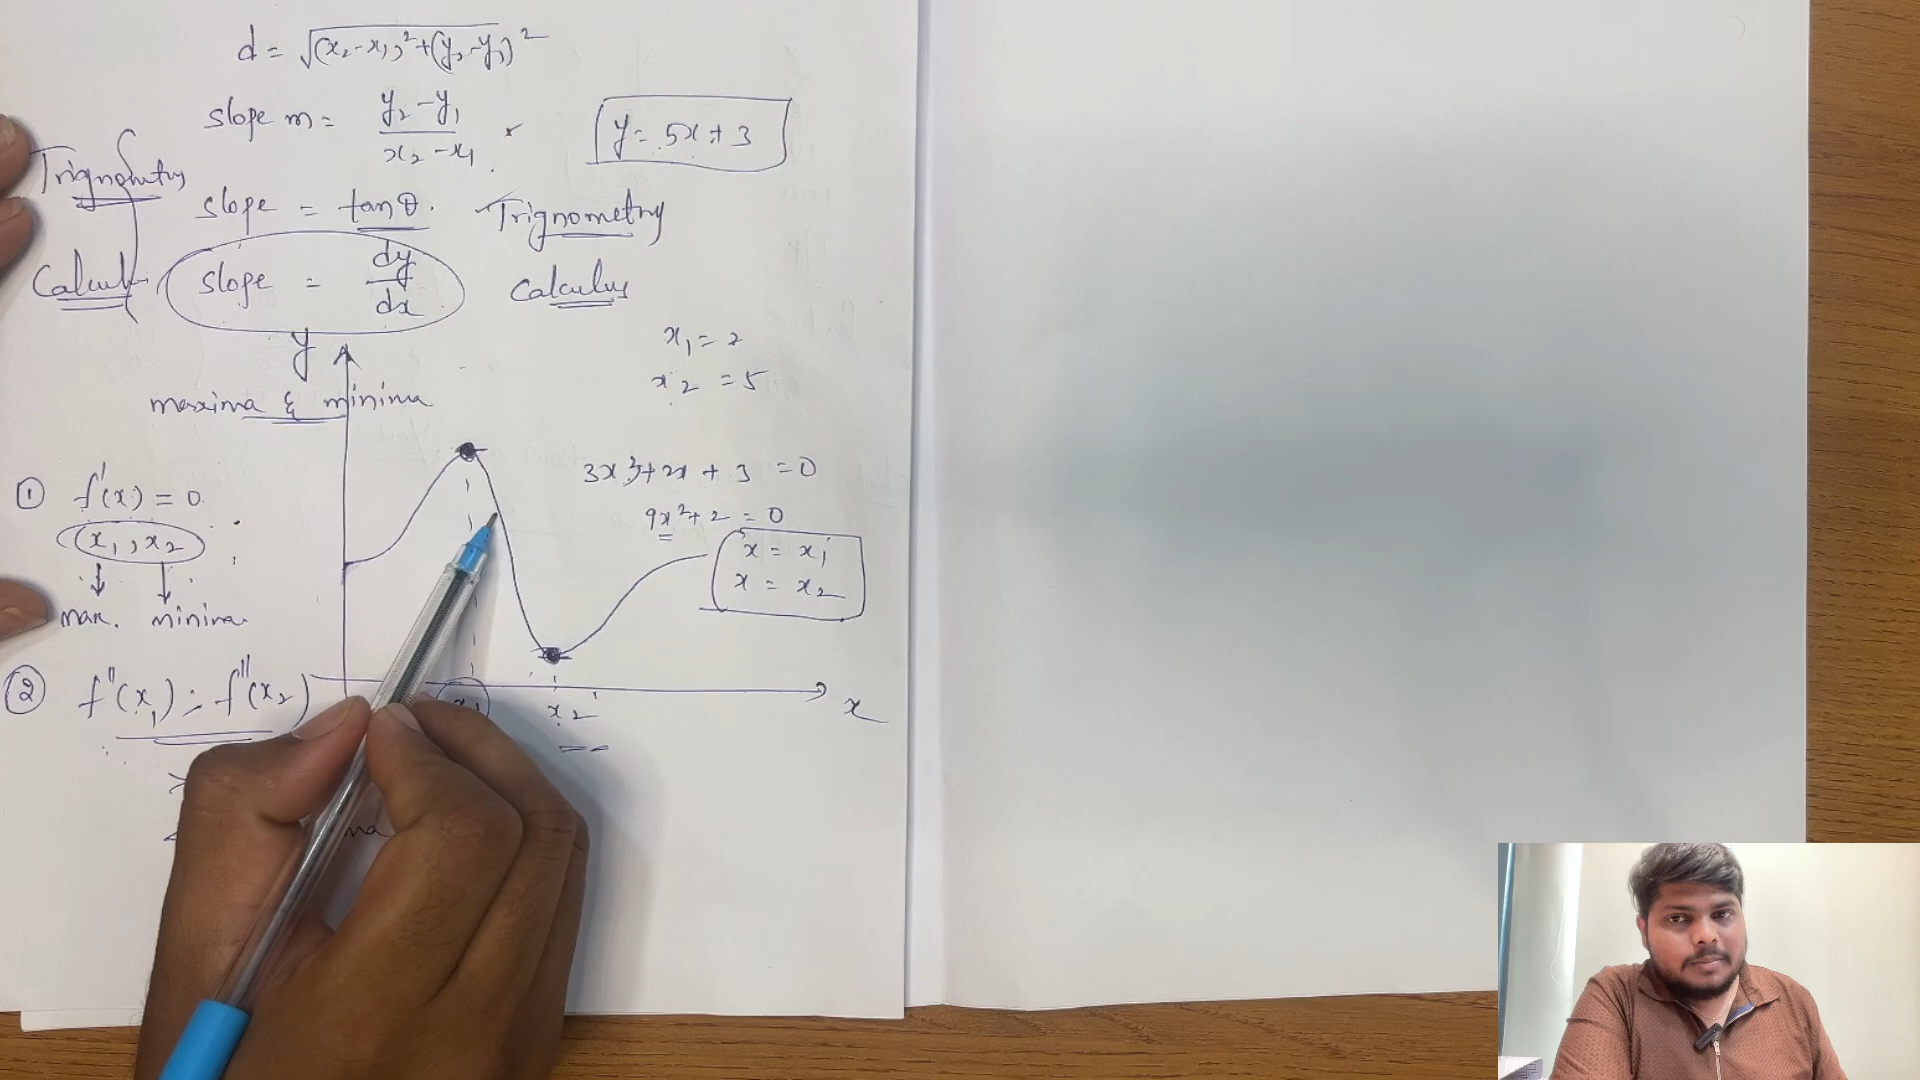 d = √(x₂-x₁)²+(y₂-y₁)²
slope m = y₂-y₁ / x₂-x₁
y = 5x + 3
Trignometry
slope = tanθ. Trignometry
slope = dy/dx Calculus
y
x₁ = 2
x₂ = 5
maxima & minima
① f'(x) = 0
x₁, x₂
↓ ↓
max. minima
3x³+2x + 3 = 0
9x²+2 = 0
x = x₁
x = x₂
② f''(x₁) ; f''(x₂)
x₂
x